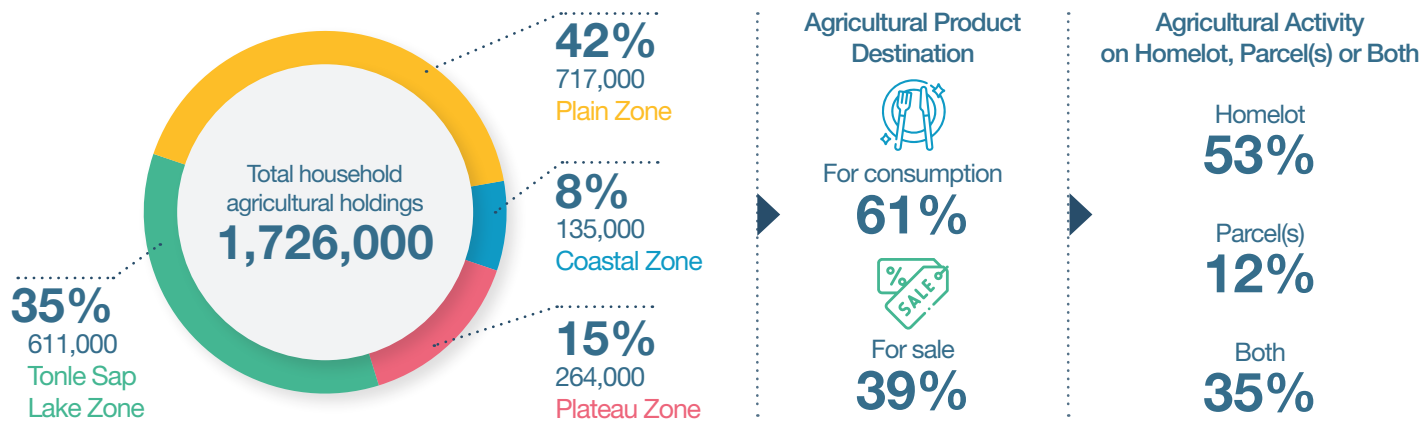 Total household
agricultural holdings
1,726,000
42%
717,000
Plain Zone
8%
135,000
Coastal Zone
15%
264,000
Plateau Zone
35%
611,000
Tonle Sap
Lake Zone
Agricultural Product
Destination
For consumption
61%
%
SALE
For sale
39%
Agricultural Activity
on Homelot, Parcel(s) or Both
Homelot
53%
Parcel(s)
12%
Both
35%